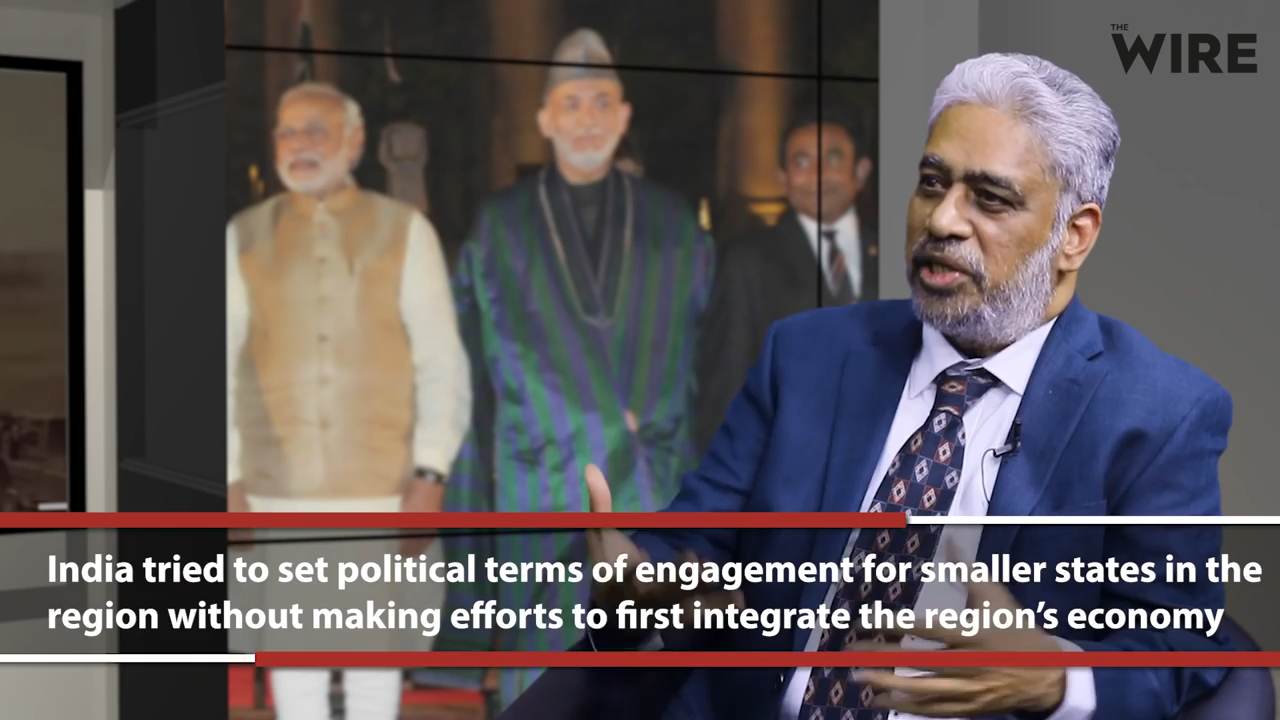 THE
WIRE
India tried to set political terms of engagement for smaller states in the
region without making efforts to first integrate the region’s economy